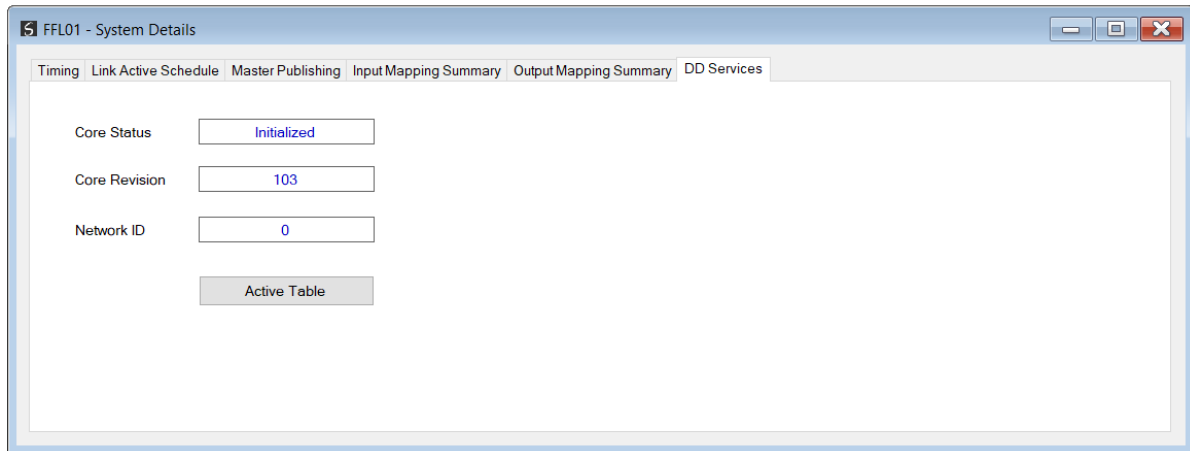 FFL01 - System Details
Timing Link Active Schedule Master Publishing Input Mapping Summary Output Mapping Summary DD Services
Core Status Initialized
Core Revision 103
Network ID 0
Active Table